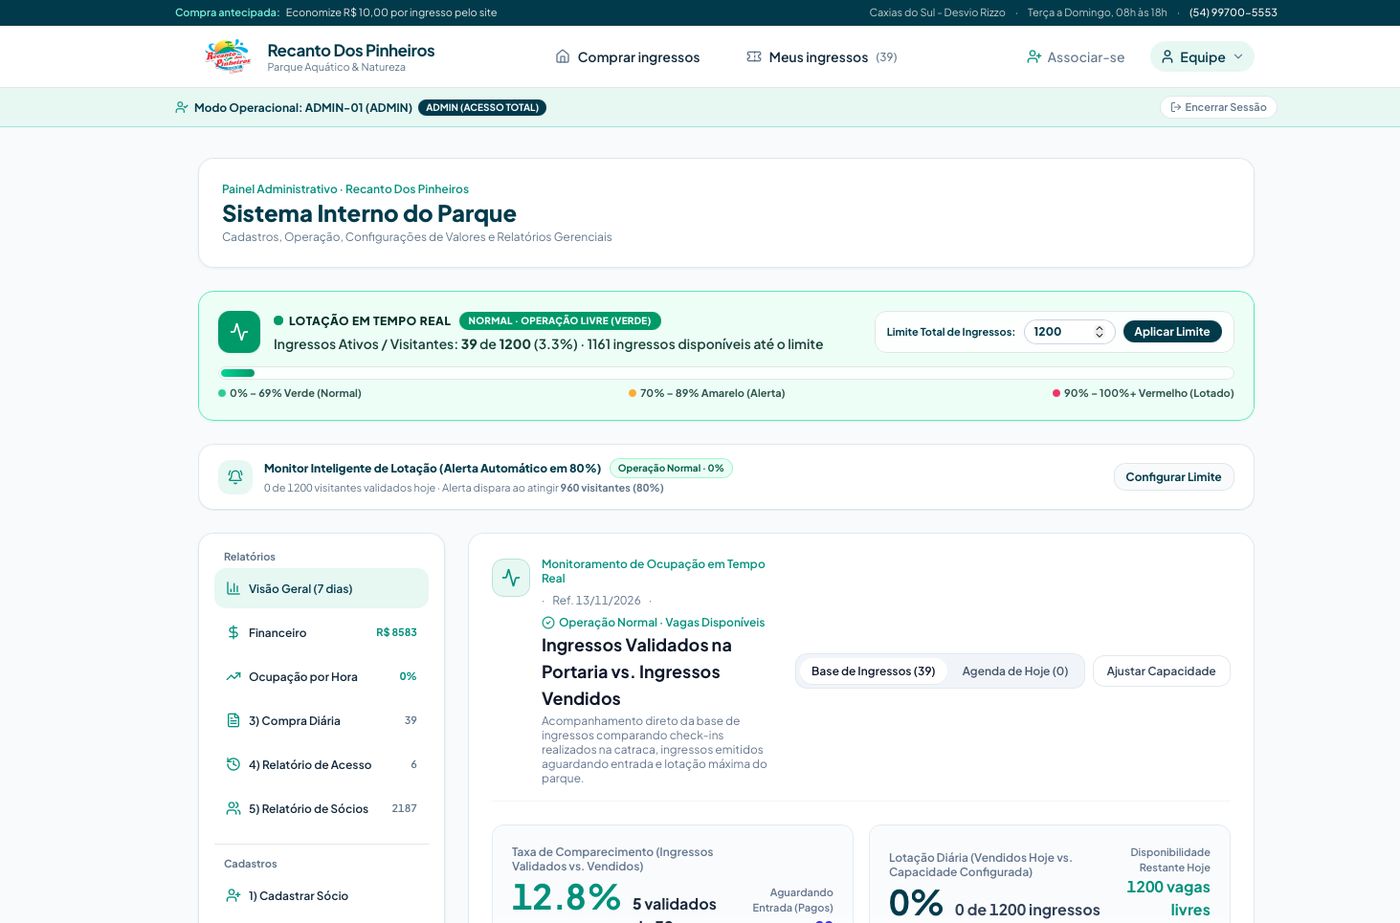 Compra antecipada: Economize R$ 10,00 por ingresso pelo site
Caxias do Sul - Desvio Rizzo · Terça a Domingo, 08h às 18h · (54) 99700-5553
Recanto Dos Pinheiros
Recanto Dos Pinheiros
Parque Aquático & Natureza
Comprar ingressos
Meus ingressos (39)
Associar-se
Equipe
Modo Operacional: ADMIN-01 (ADMIN) ADMIN (ACESSO TOTAL)
Encerrar Sessão
Painel Administrativo · Recanto Dos Pinheiros
Sistema Interno do Parque
Cadastros, Operação, Configurações de Valores e Relatórios Gerenciais
LOTAÇÃO EM TEMPO REAL NORMAL · OPERAÇÃO LIVRE (VERDE)
Ingressos Ativos / Visitantes: 39 de 1200 (3.3%) · 1161 ingressos disponíveis até o limite
Limite Total de Ingressos: 1200 Aplicar Limite
0% – 69% Verde (Normal)
70% – 89% Amarelo (Alerta)
90% – 100%+ Vermelho (Lotado)
Monitor Inteligente de Lotação (Alerta Automático em 80%) Operação Normal · 0%
0 de 1200 visitantes validados hoje · Alerta dispara ao atingir 960 visitantes (80%)
Configurar Limite
Relatórios
Visão Geral (7 dias)
Financeiro R$ 8583
Ocupação por Hora 0%
3) Compra Diária 39
4) Relatório de Acesso 6
5) Relatório de Sócios 2187
Cadastros
1) Cadastrar Sócio
Monitoramento de Ocupação em Tempo
Real
· Ref. 13/11/2026 ·
Operação Normal · Vagas Disponíveis
Ingressos Validados na
Portaria vs. Ingressos
Vendidos
Acompanhamento direto da base de
ingressos comparando check-ins
realizados na catraca, ingressos emitidos
aguardando entrada e lotação máxima do
parque.
Base de Ingressos (39)
Agenda de Hoje (0)
Ajustar Capacidade
Taxa de Comparecimento (Ingressos
Validados vs. Vendidos)
12.8% 5 validados
Aguardando
Entrada (Pagos)
Lotação Diária (Vendidos Hoje vs.
Capacidade Configurada)
0% 0 de 1200 ingressos
Disponibilidade
Restante Hoje
1200 vagas
livres